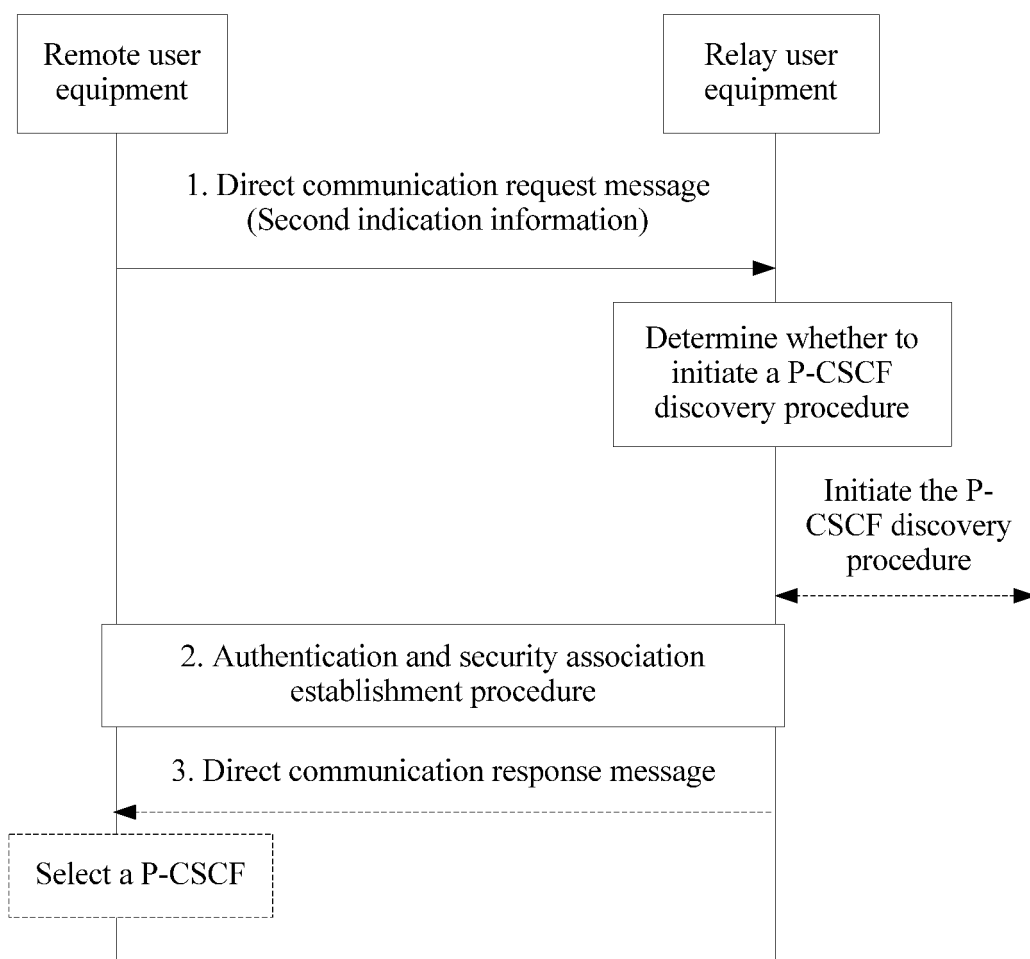 Remote user
equipment
Relay user
equipment
1. Direct communication request message
(Second indication information)
Determine whether to
initiate a P-CSCF
discovery procedure
Initiate the P-
CSCF discovery
procedure
2. Authentication and security association
establishment procedure
3. Direct communication response message
Select a P-CSCF